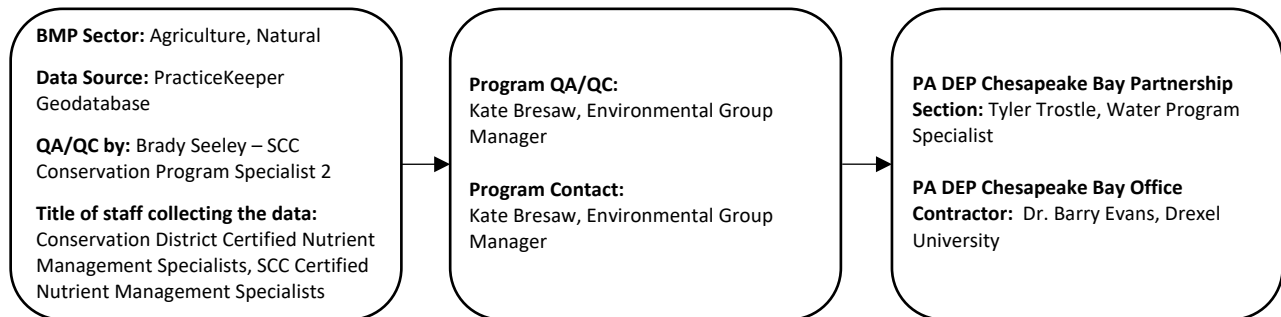 BMP Sector: Agriculture, Natural
Data Source: PracticeKeeper
Geodatabase
QA/QC by: Brady Seeley – SCC
Conservation Program Specialist 2
Title of staff collecting the data:
Conservation District Certified Nutrient
Management Specialists, SCC Certified
Nutrient Management Specialists
Program QA/QC:
Kate Bresaw, Environmental Group
Manager
Program Contact:
Kate Bresaw, Environmental Group
Manager
PA DEP Chesapeake Bay Partnership
Section: Tyler Trostle, Water Program
Specialist
PA DEP Chesapeake Bay Office
Contractor: Dr. Barry Evans, Drexel
University